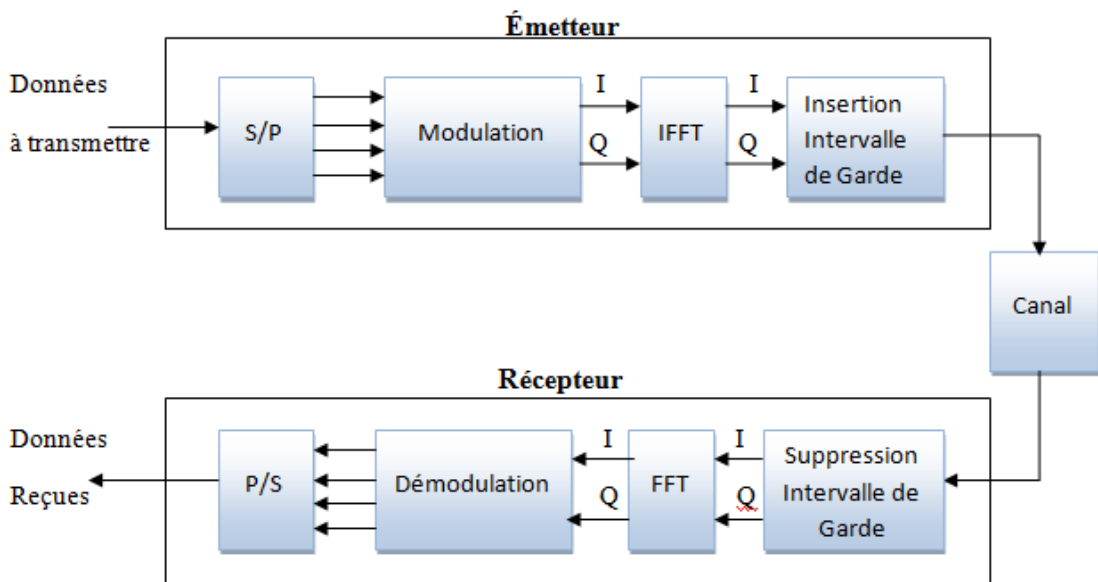 Émetteur
Données
à transmettre
S/P
Modulation
I
Q
IFFT
I
Q
Insertion
Intervalle
de Garde
Canal
Récepteur
Données
Reçues
P/S
Démodulation
I
Q
FFT
I
Q
Suppression
Intervalle de
Garde